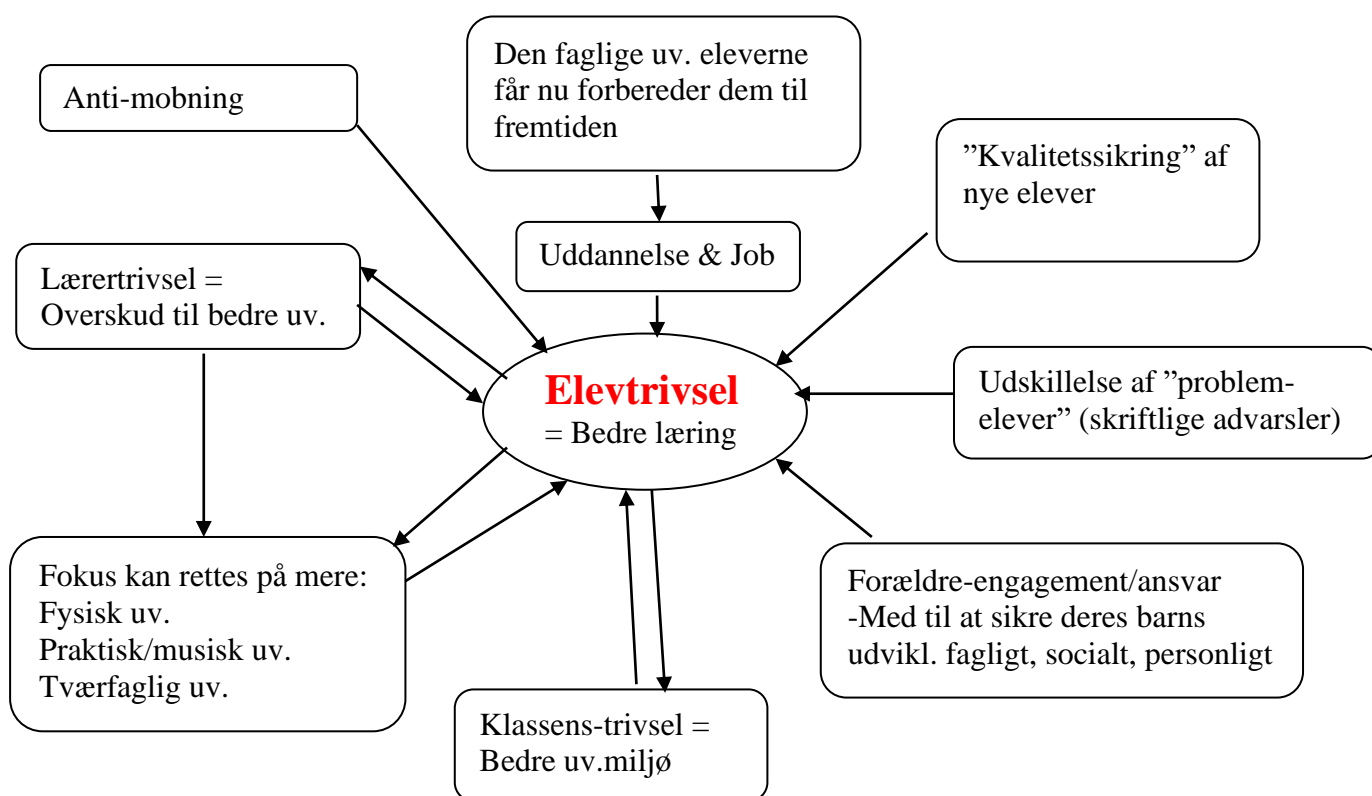 Den faglige uv. eleverne
får nu forbereder dem til
fremtiden
Anti-mobning
”Kvalitetssikring” af
nye elever
Uddannelse & Job
Lærertrivsel =
Overskud til bedre uv.
Elevtrivsel
= Bedre læring
Udskillelse af ”problem-
elever” (skriftlige advarsler)
Fokus kan rettes på mere:
Fysisk uv.
Praktisk/musisk uv.
Tværfaglig uv.
Forældre-engagement/ansvar
-Med til at sikre deres barns
udvikl. fagligt, socialt, personligt
Klassens-trivsel =
Bedre uv.miljø